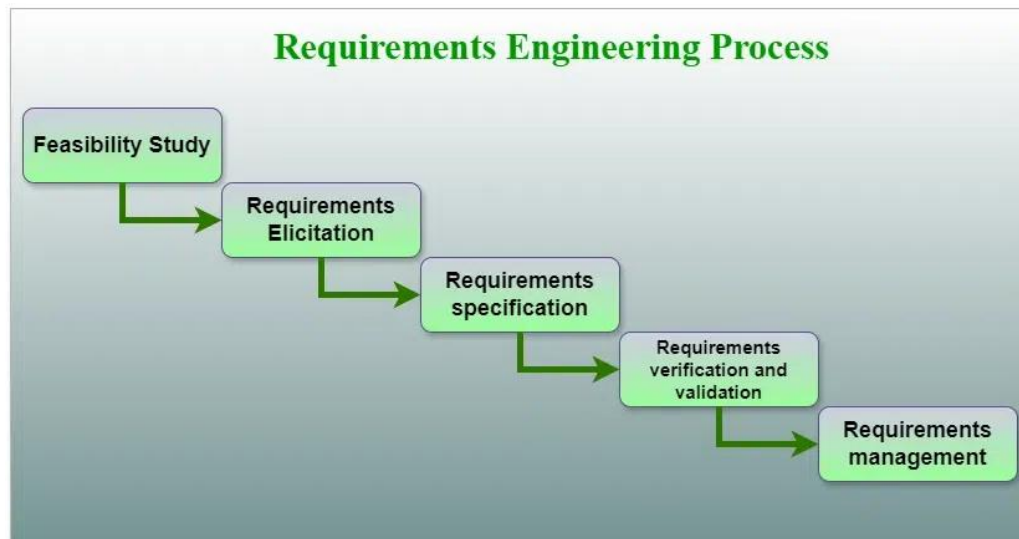 Requirements Engineering Process
Feasibility Study
Requirements
Elicitation
Requirements
specification
Requirements
verification and
validation
Requirements
management